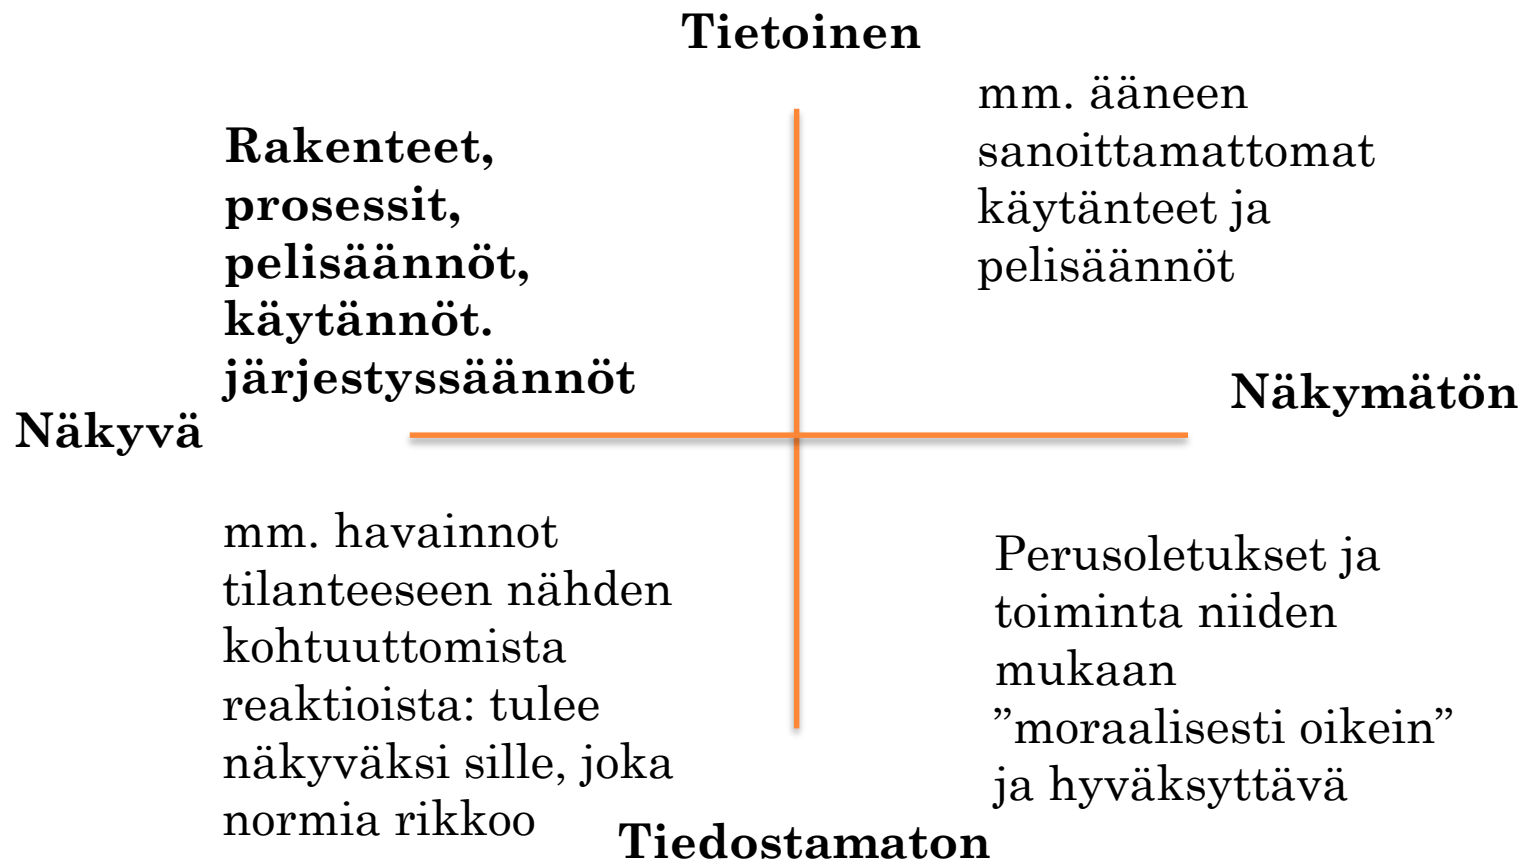 Tietoinen
Rakenteet,
prosessit,
pelisäännöt,
käytännöt.
järjestyssäännöt
mm. ääneen
sanoittamattomat
käytänteet ja
pelisäännöt
Näkyvä
Näkymätön
mm. havainnot
tilanteeseen nähden
kohtuuttomista
reaktioista: tulee
näkyväksi sille, joka
normia rikkoo
Perusoletukset ja
toiminta niiden
mukaan
”moraalisesti oikein”
ja hyväksyttävä
Tiedostamaton